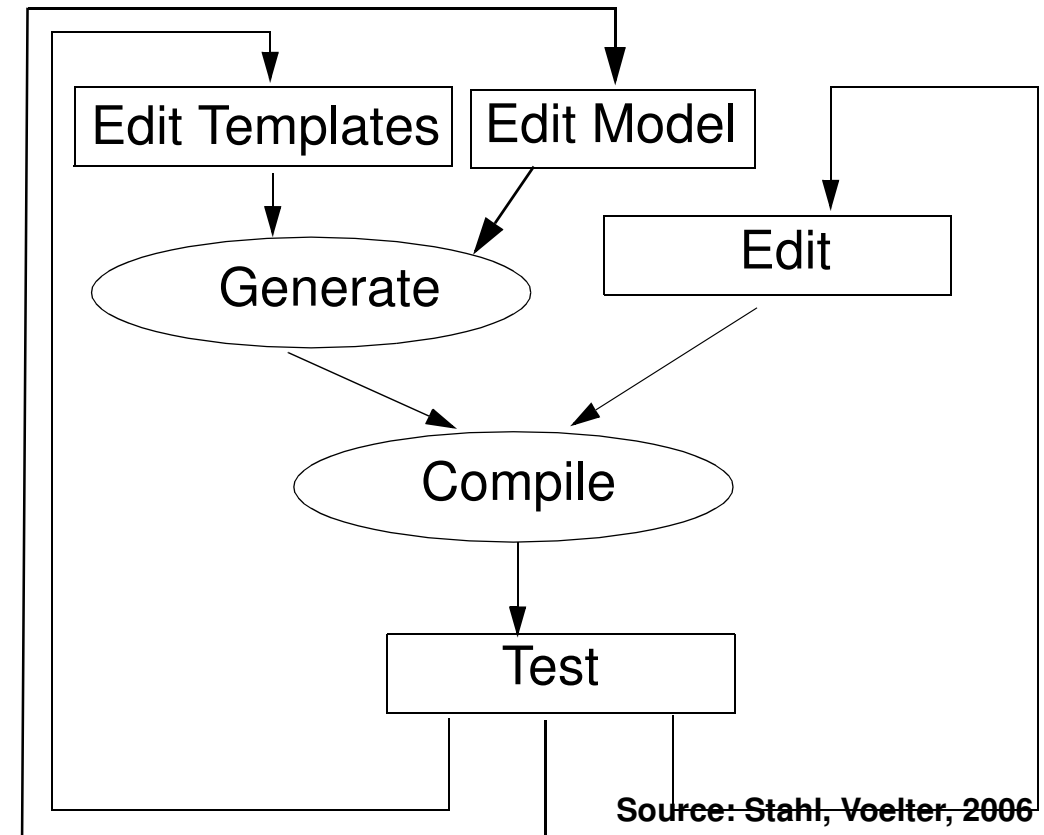 Edit Templates
Edit Model
Edit
Generate
Compile
Test
Source: Stahl, Voelter, 2006